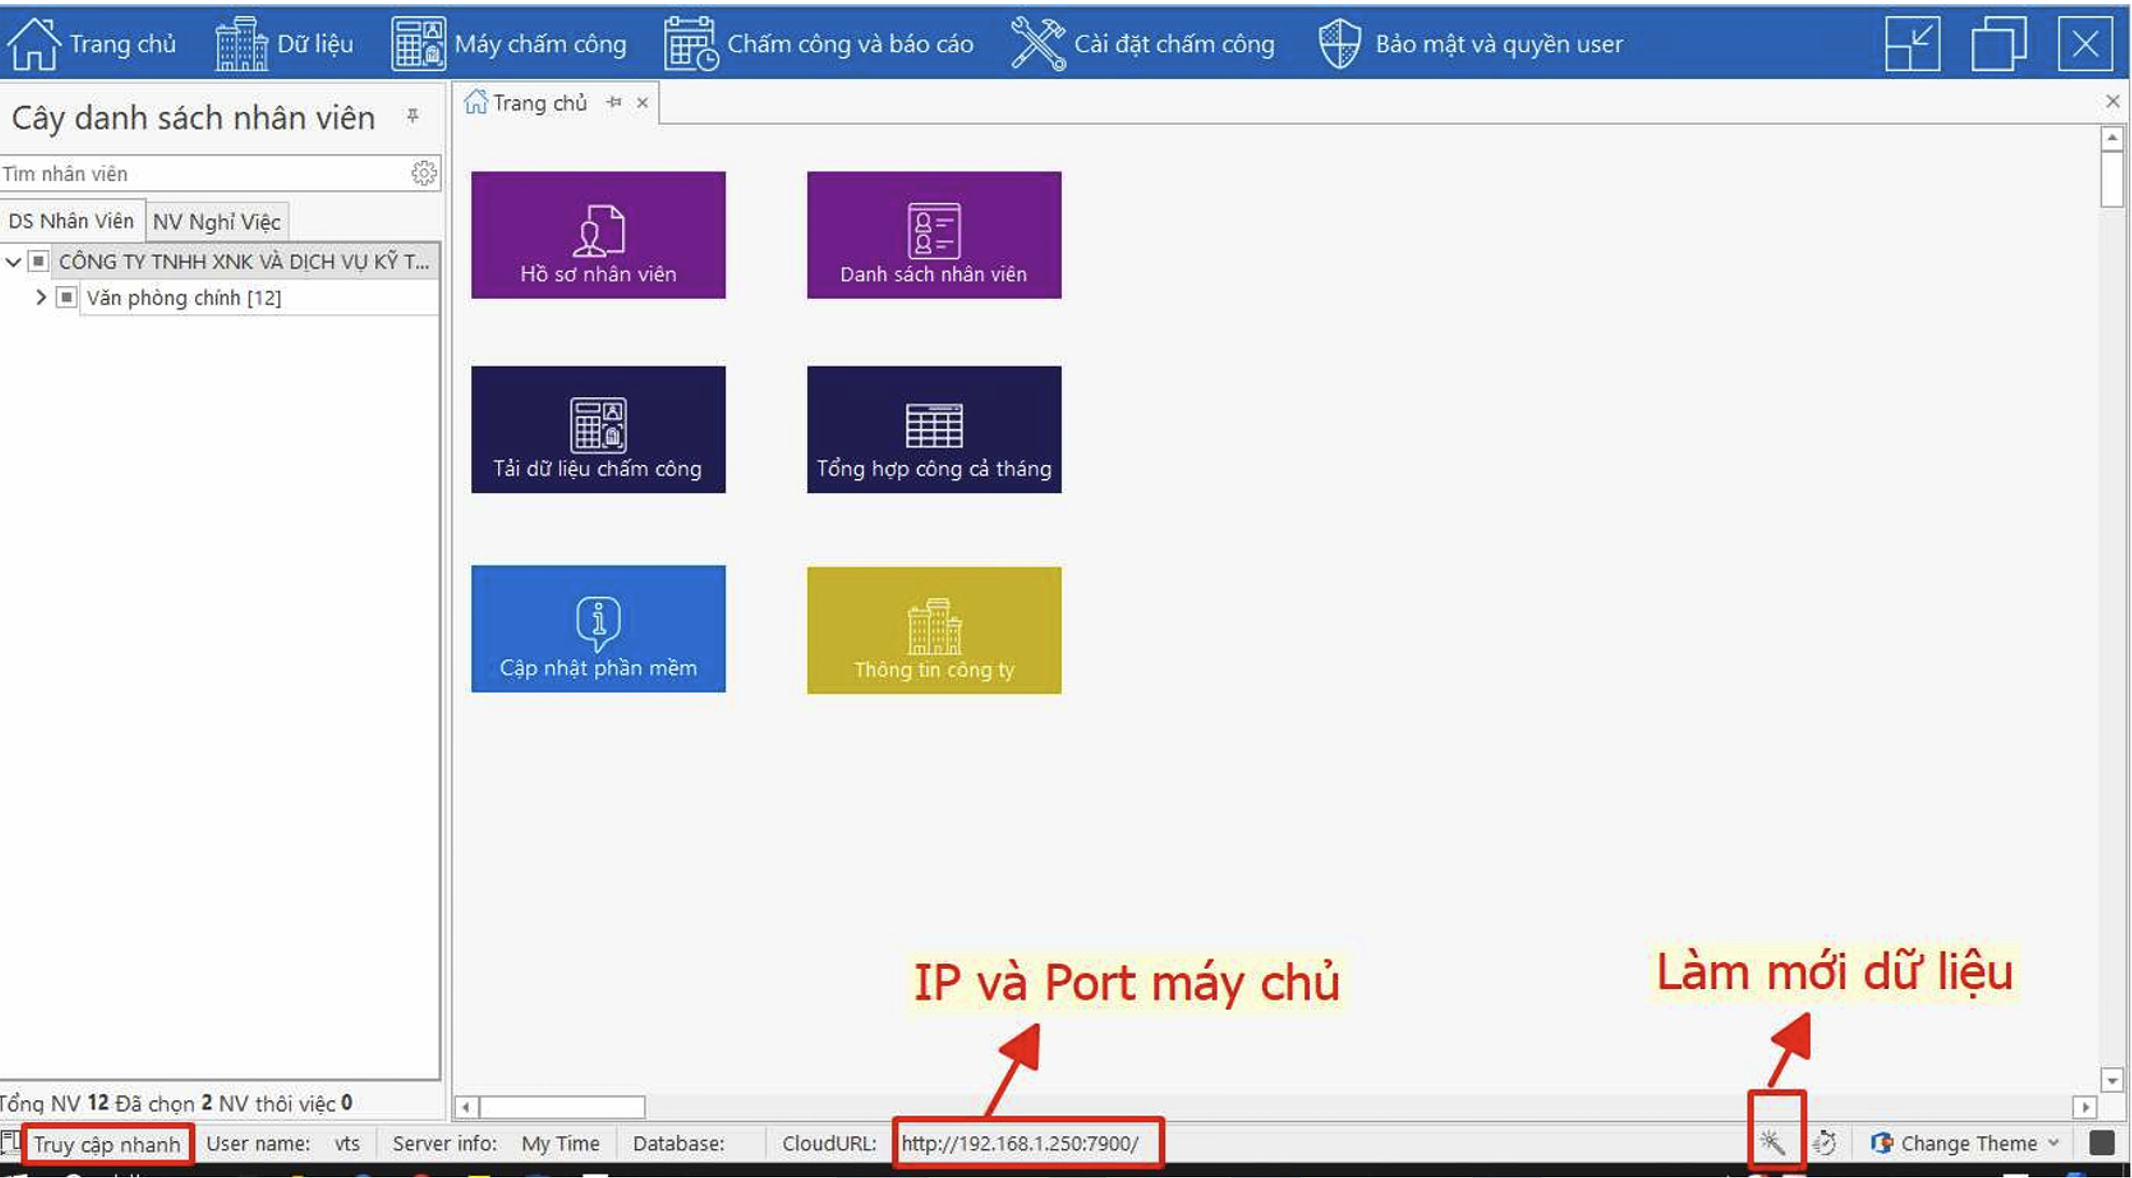 Trang chủ Dữ liệu Máy chấm công Chấm công và báo cáo Cài đặt chấm công Bảo mật và quyền user
Cây danh sách nhân viên
Trang chủ
Tìm nhân viên
DS Nhân Viên NV Nghỉ Việc
CÔNG TY TNHH XNK VÀ DỊCH VỤ KỸ T...
Văn phòng chính [12]
Hồ sơ nhân viên Danh sách nhân viên
Tải dữ liệu chấm công Tổng hợp công cả tháng
Cập nhật phần mềm Thông tin công ty
IP và Port máy chủ
Làm mới dữ liệu
Tổng NV 12 Đã chọn 2 NV thôi việc 0
Truy cập nhanh User name: vts Server info: My Time Database: CloudURL: http://192.168.1.250:7900/ Change Theme